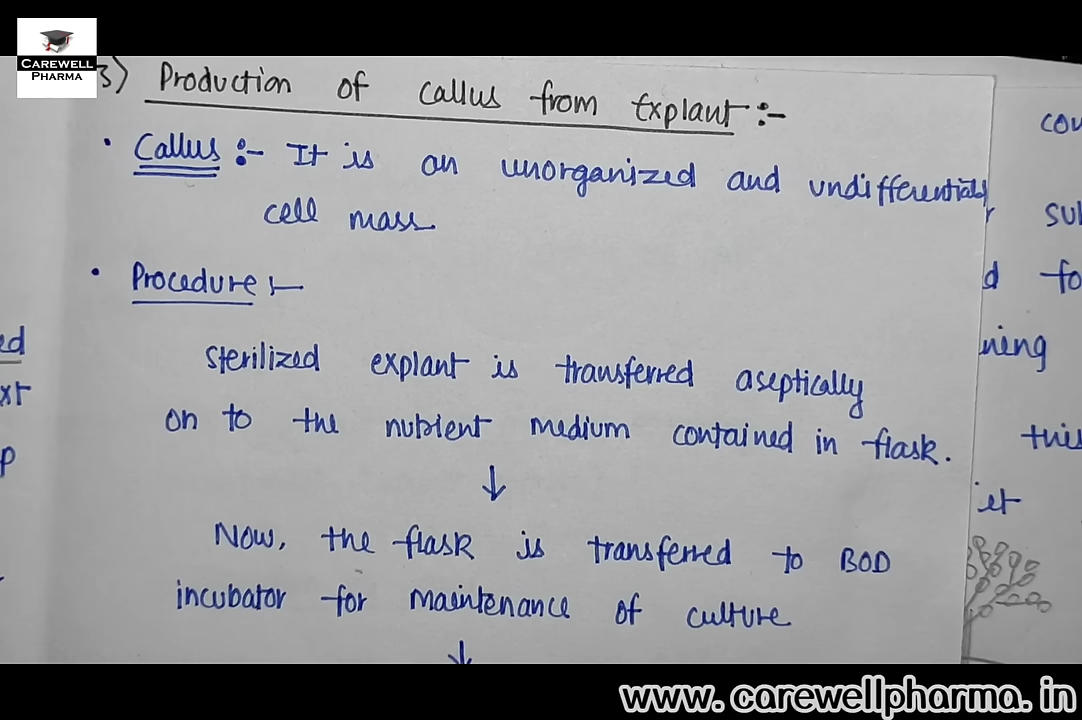 CAREWELL
PHARMA
3) Production of callus from Explant :-
• Callus :- It is an unorganized and undifferentiated
cell mass
• Procedure :-
Sterilized explant is transferred aseptically
on to the nutrient medium contained in flask.
↓
Now, the flask is transferred to BOD
incubator for maintenance of culture
↓
www.carewellpharma.in